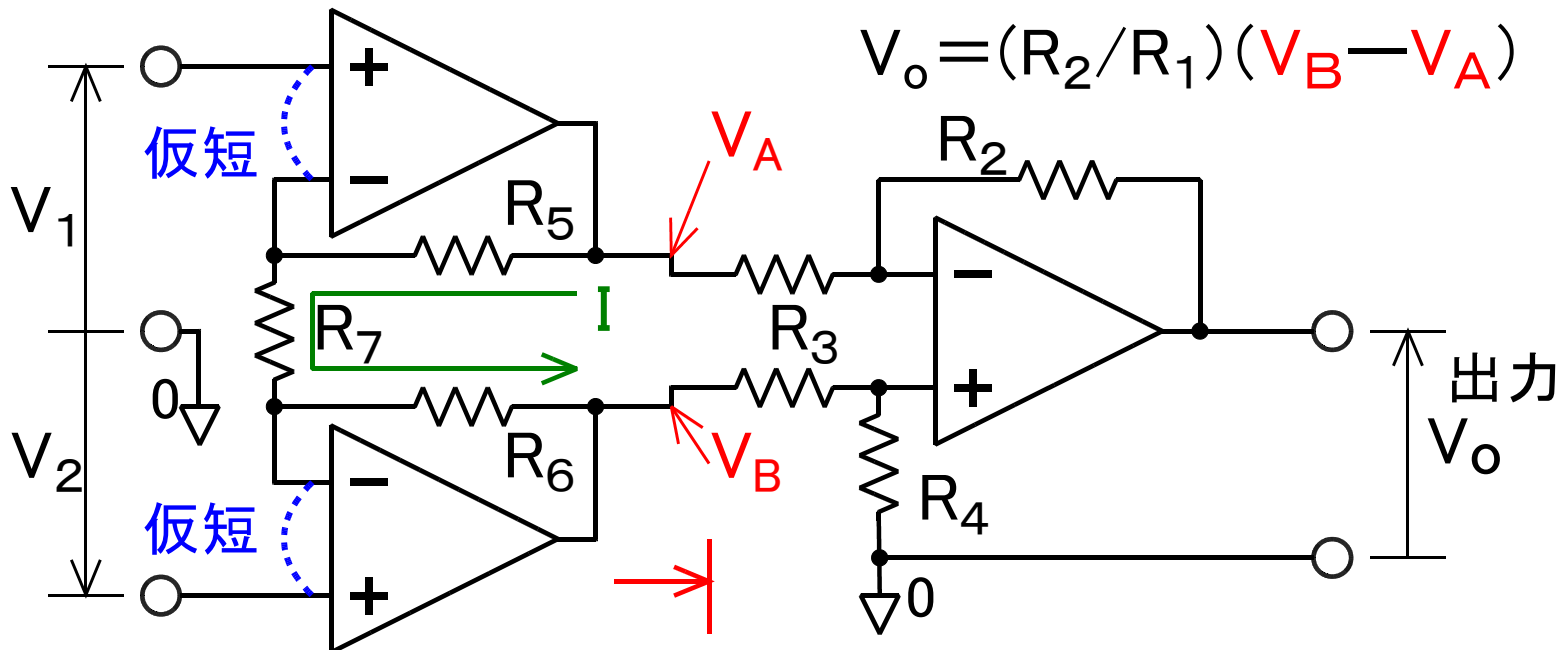 Vo＝(R2/R1)(VB－VA)
＋
仮短
－
V1
R5
VA
R2
I
R7
－
R3
0
＋
出力
Vo
V2
－
R6
VB
R4
仮短
＋
0